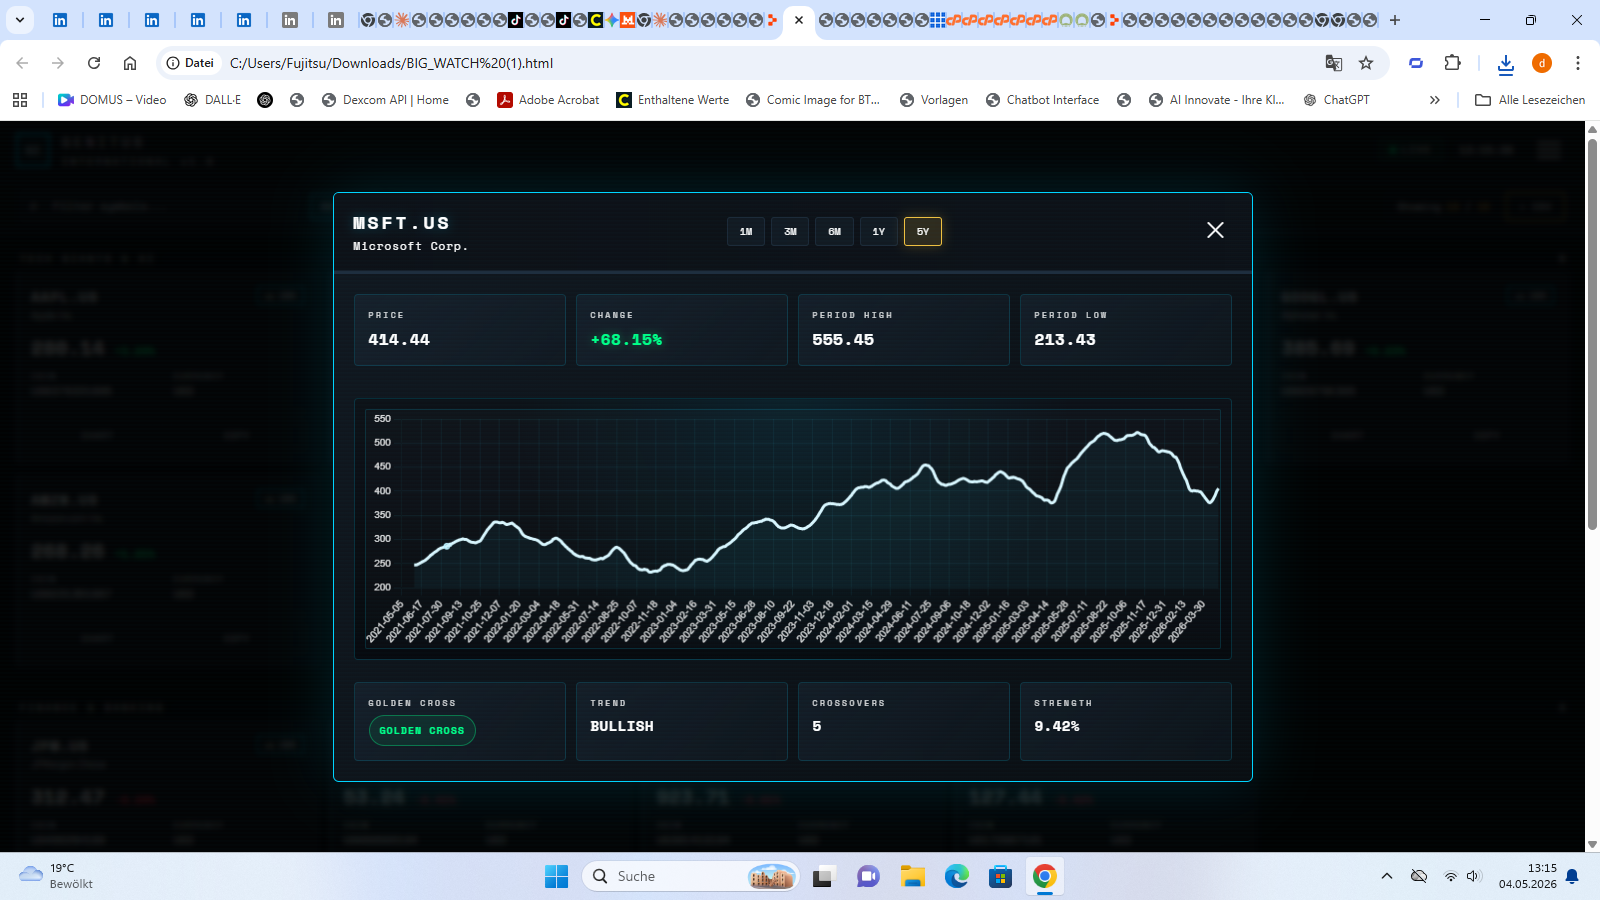 Datei
C:/Users/Fujitsu/Downloads/BIG_WATCH%20(1).html
d
DOMUS – Video
DALL·E
Dexcom API | Home
Adobe Acrobat
Enthaltene Werte
Comic Image for BT...
Vorlagen
Chatbot Interface
AI Innovate - Ihre KI...
ChatGPT
Alle Lesezeichen
MSFT.US
Microsoft Corp.
1M
3M
6M
1Y
5Y
PRICE
414.44
CHANGE
+68.15%
PERIOD HIGH
555.45
PERIOD LOW
213.43
550
500
450
400
350
300
250
200
2021-05-05
2021-06-17
2021-07-30
2021-09-13
2021-10-25
2021-12-07
2022-01-20
2022-03-04
2022-04-18
2022-05-31
2022-07-14
2022-08-25
2022-10-07
2022-11-18
2023-01-04
2023-02-16
2023-03-31
2023-05-15
2023-06-28
2023-08-10
2023-09-22
2023-11-03
2023-12-18
2024-02-01
2024-03-15
2024-04-29
2024-06-11
2024-07-25
2024-09-06
2024-10-18
2024-12-02
2025-01-16
2025-03-03
2025-04-14
2025-05-28
2025-07-11
2025-08-22
2025-10-06
2025-11-17
2025-12-31
2026-02-13
2026-03-30
GOLDEN CROSS
GOLDEN CROSS
TREND
BULLISH
CROSSOVERS
5
STRENGTH
9.42%
19°C
Bewölkt
Suche
13:15
04.05.2026